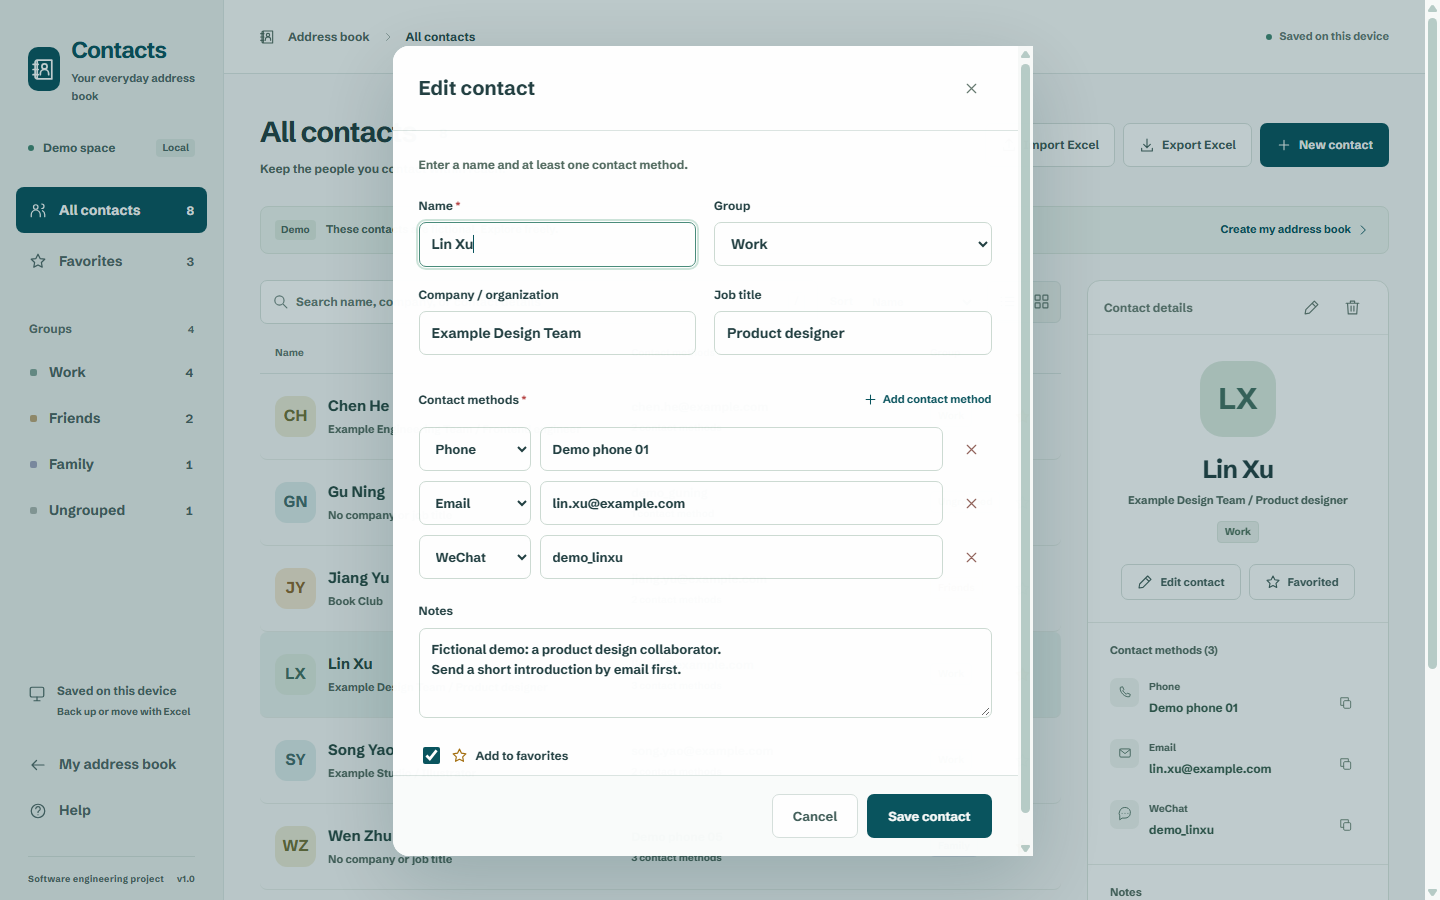 Contacts
Your everyday address
book
Demo space
Local
All contacts
8
Favorites
3
Groups
4
Work
4
Friends
2
Family
1
Ungrouped
1
Saved on this device
Back up or move with Excel
My address book
Help
Software engineering project
v1.0
Address book
All contacts
Saved on this device
All contac
Keep the people you co
mport Excel
Export Excel
New contact
Demo
These conta
Create my address book
Search name, co
Name
CH
Chen He
Example Eng
GN
Gu Ning
No company
JY
Jiang Yu
Book Club
LX
Lin Xu
Example Des
SY
Song Yao
Example Stu
WZ
Wen Zhu
No company or job title
3 contact methods
Edit contact
Enter a name and at least one contact method.
Name *
Lin Xu
Group
Work
Company / organization
Example Design Team
Job title
Product designer
Contact methods *
Add contact method
Phone
Demo phone 01
Email
lin.xu@example.com
WeChat
demo_linxu
Notes
Fictional demo: a product design collaborator.
Send a short introduction by email first.
Add to favorites
Cancel
Save contact
Contact details
LX
Lin Xu
Example Design Team / Product designer
Work
Edit contact
Favorited
Contact methods (3)
Phone
Demo phone 01
Email
lin.xu@example.com
WeChat
demo_linxu
Notes